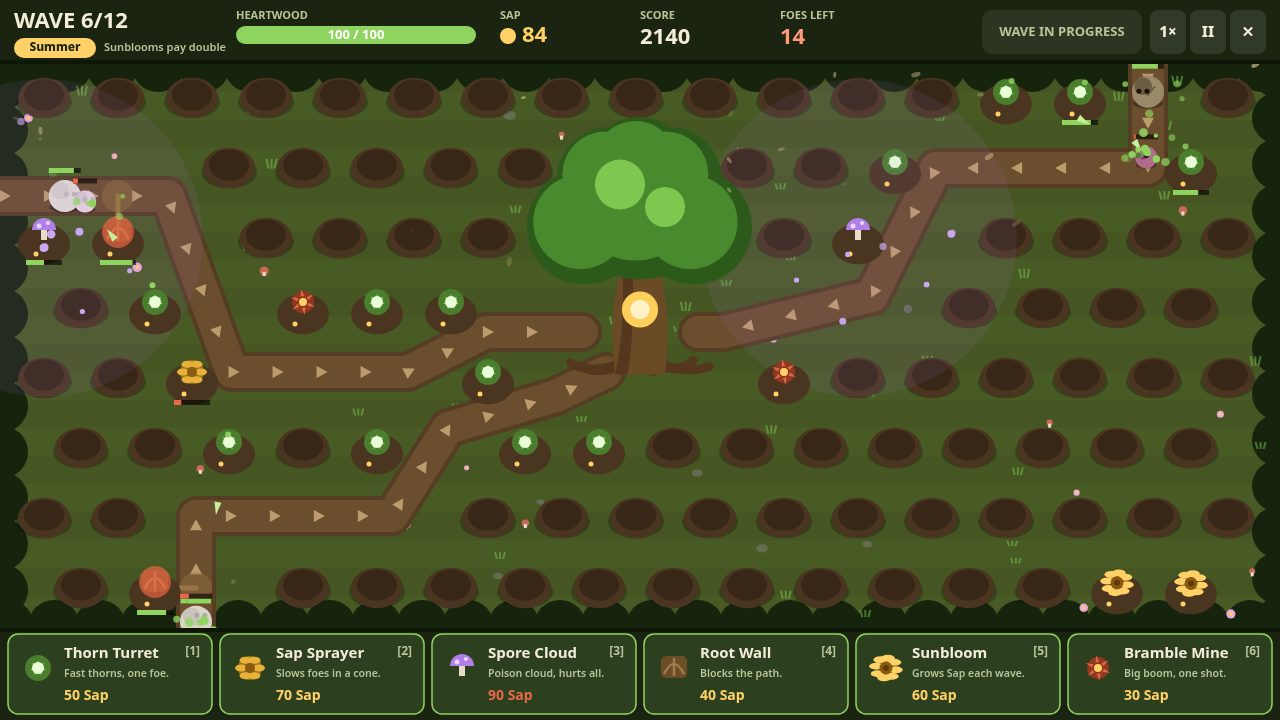 WAVE 6/12
Summer
Sunblooms pay double
HEARTWOOD
100 / 100
SAP
84
SCORE
2140
FOES LEFT
14
WAVE IN PROGRESS
1×
II
×
Thorn Turret [1]
Fast thorns, one foe.
50 Sap
Sap Sprayer [2]
Slows foes in a cone.
70 Sap
Spore Cloud [3]
Poison cloud, hurts all.
90 Sap
Root Wall [4]
Blocks the path.
40 Sap
Sunbloom [5]
Grows Sap each wave.
60 Sap
Bramble Mine [6]
Big boom, one shot.
30 Sap